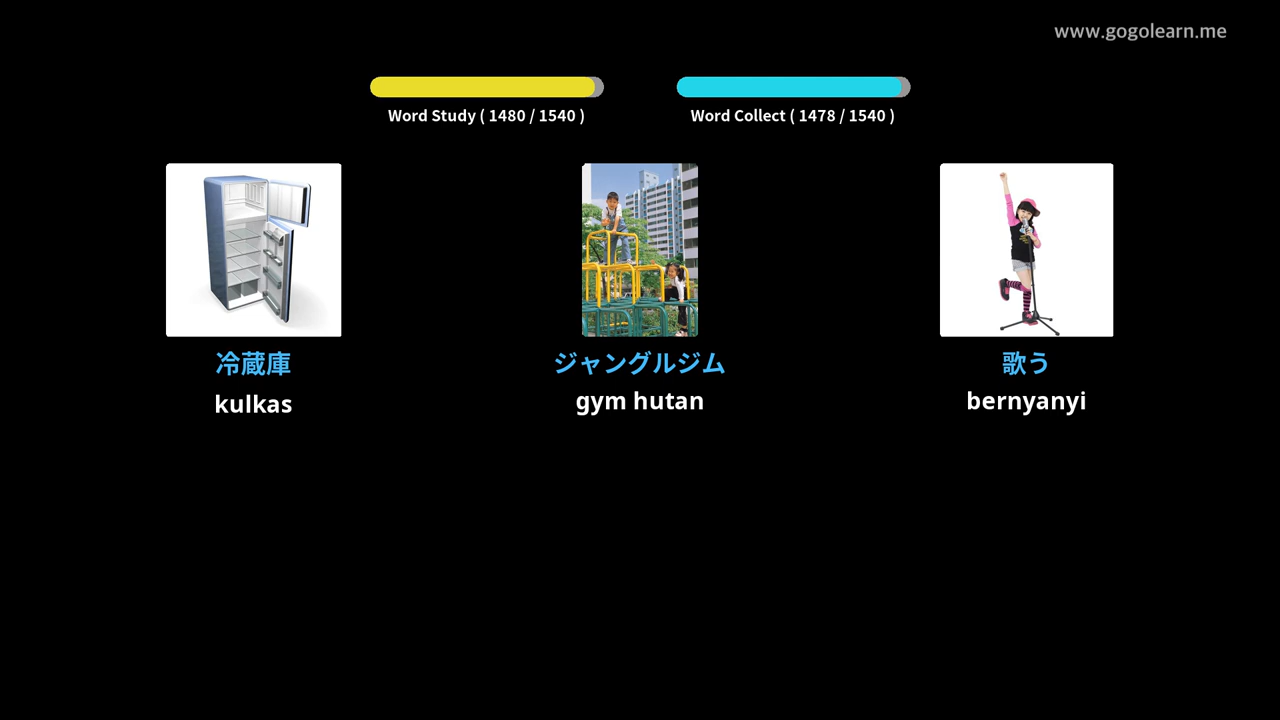 www.gogolearn.me
Word Study ( 1480 / 1540 )
Word Collect ( 1478 / 1540 )
冷蔵庫
kulkas
ジャングルジム
gym hutan
歌う
bernyanyi